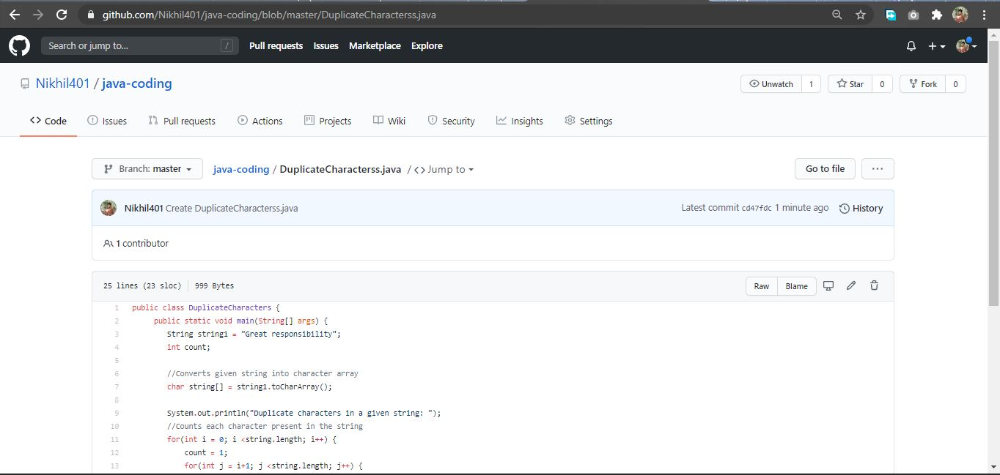 github.com/Nikhil401/java-coding/blob/master/DuplicateCharacterss.java
Search or jump to... /
Pull requests Issues Marketplace Explore
Nikhil401 / java-coding
Unwatch 1 Star 0 Fork 0
Code Issues Pull requests Actions Projects Wiki Security Insights Settings
Branch: master java-coding / DuplicateCharacterss.java / <> Jump to
Go to file ...
Nikhil401 Create DuplicateCharacterss.java Latest commit cd47fdc 1 minute ago History
1 contributor
25 lines (23 sloc) 999 Bytes Raw Blame
1 public class DuplicateCharacters {
2 public static void main(String[] args) {
3 String string1 = "Great responsibility";
4 int count;
5
6 //Converts given string into character array
7 char string[] = string1.toCharArray();
8
9 System.out.println("Duplicate characters in a given string: ");
10 //Counts each character present in the string
11 for(int i = 0; i <string.length; i++) {
12 count = 1;
13 for(int j = i+1; j <string.length; j++) {